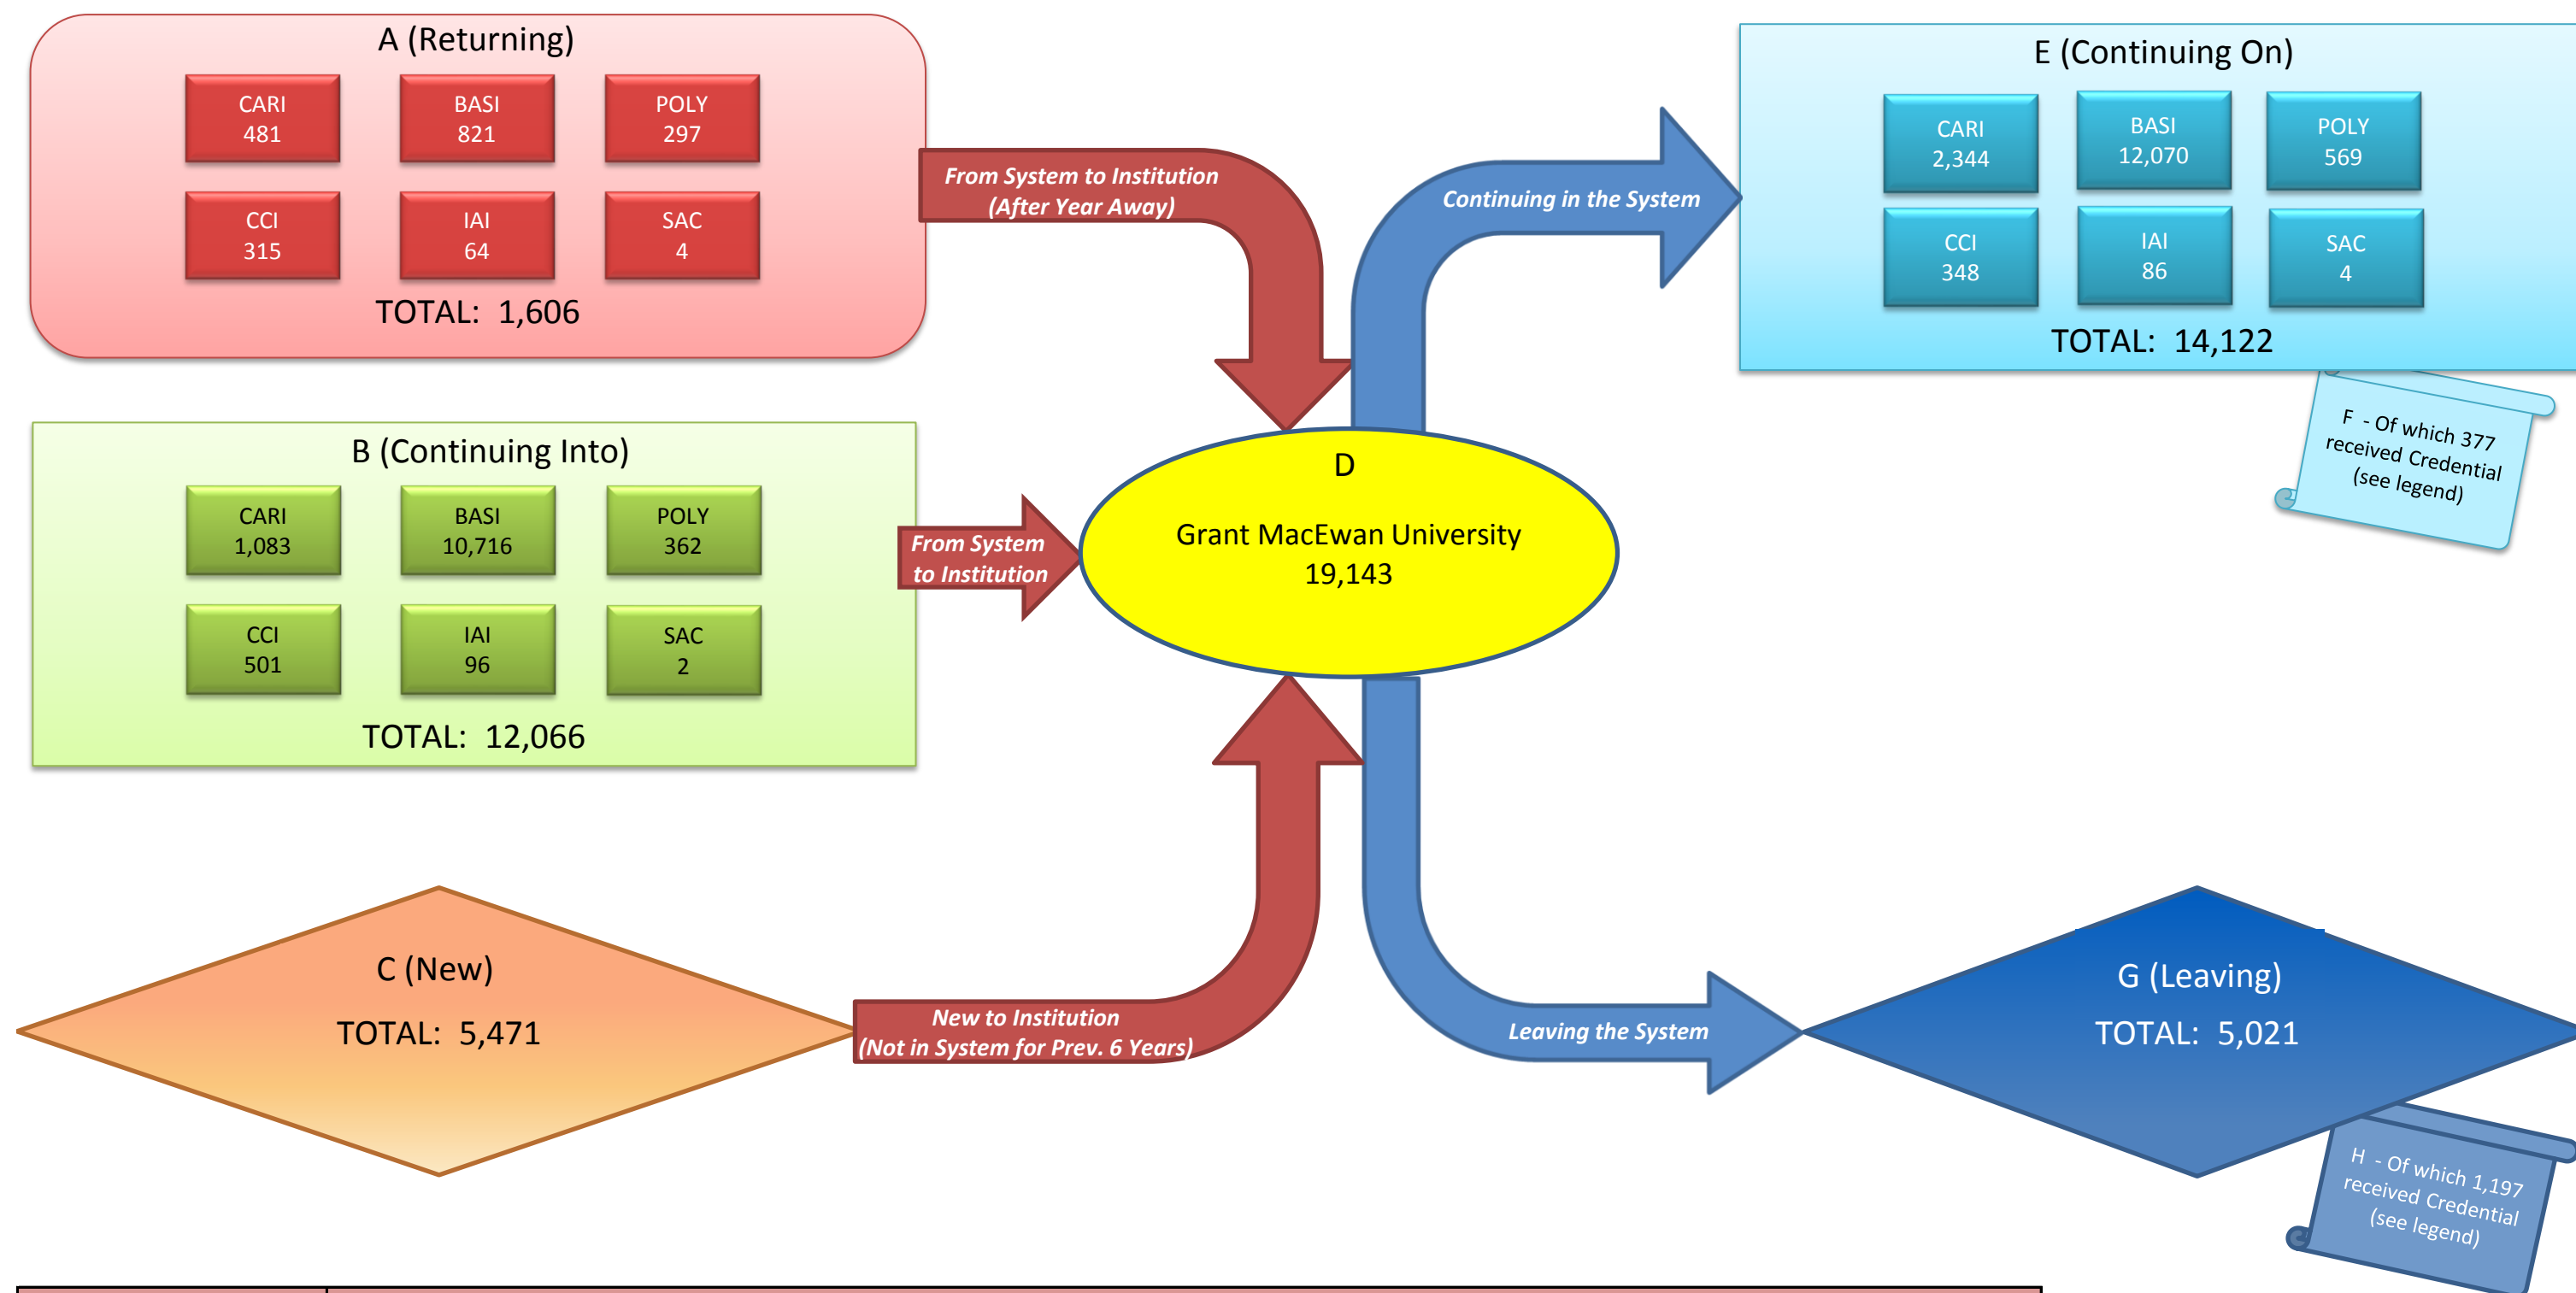 A (Returning)
CARI
481
BASI
821
POLY
297
CCI
315
IAI
64
SAC
4
TOTAL: 1,606
From System to Institution
(After Year Away)
B (Continuing Into)
CARI
1,083
BASI
10,716
POLY
362
CCI
501
IAI
96
SAC
2
TOTAL: 12,066
From System
to Institution
C (New)
TOTAL: 5,471
New to Institution
(Not in System for Prev. 6 Years)
D
Grant MacEwan University
19,143
Continuing in the System
E (Continuing On)
CARI
2,344
BASI
12,070
POLY
569
CCI
348
IAI
86
SAC
4
TOTAL: 14,122
F - Of which 377
received Credential
(see legend)
Leaving the System
G (Leaving)
TOTAL: 5,021
H - Of which 1,197
received Credential
(see legend)